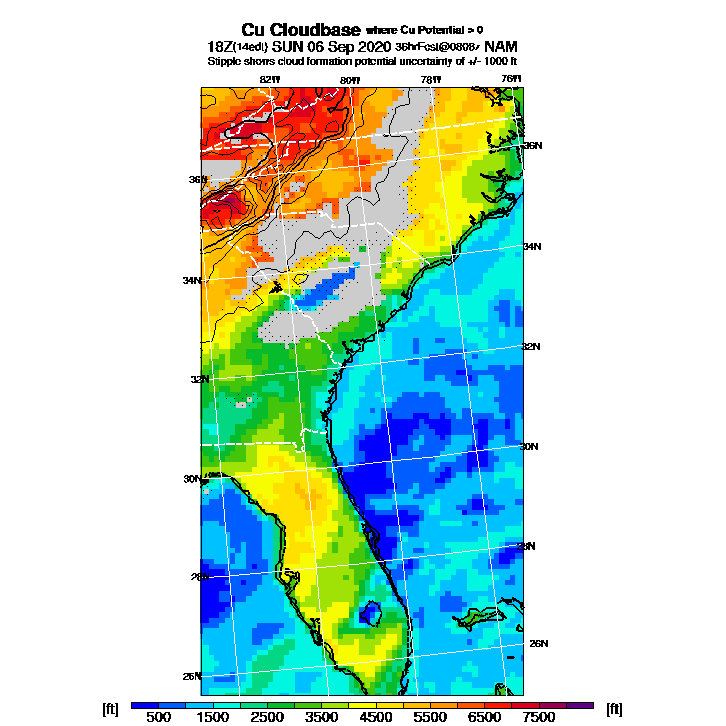 Cu Cloudbase where Cu Potential > 0
18Z(14edt) SUN 06 Sep 2020 36hrFcst@0808z NAM
Stipple shows cloud formation potential uncertainty of +/- 1000 ft
82W 80W 78W 76W
36N
36N
34N
34N
32N
32N
30N
30N
28N
28N
26N
26N
[ft] 500 1500 2500 3500 4500 5500 6500 7500 [ft]